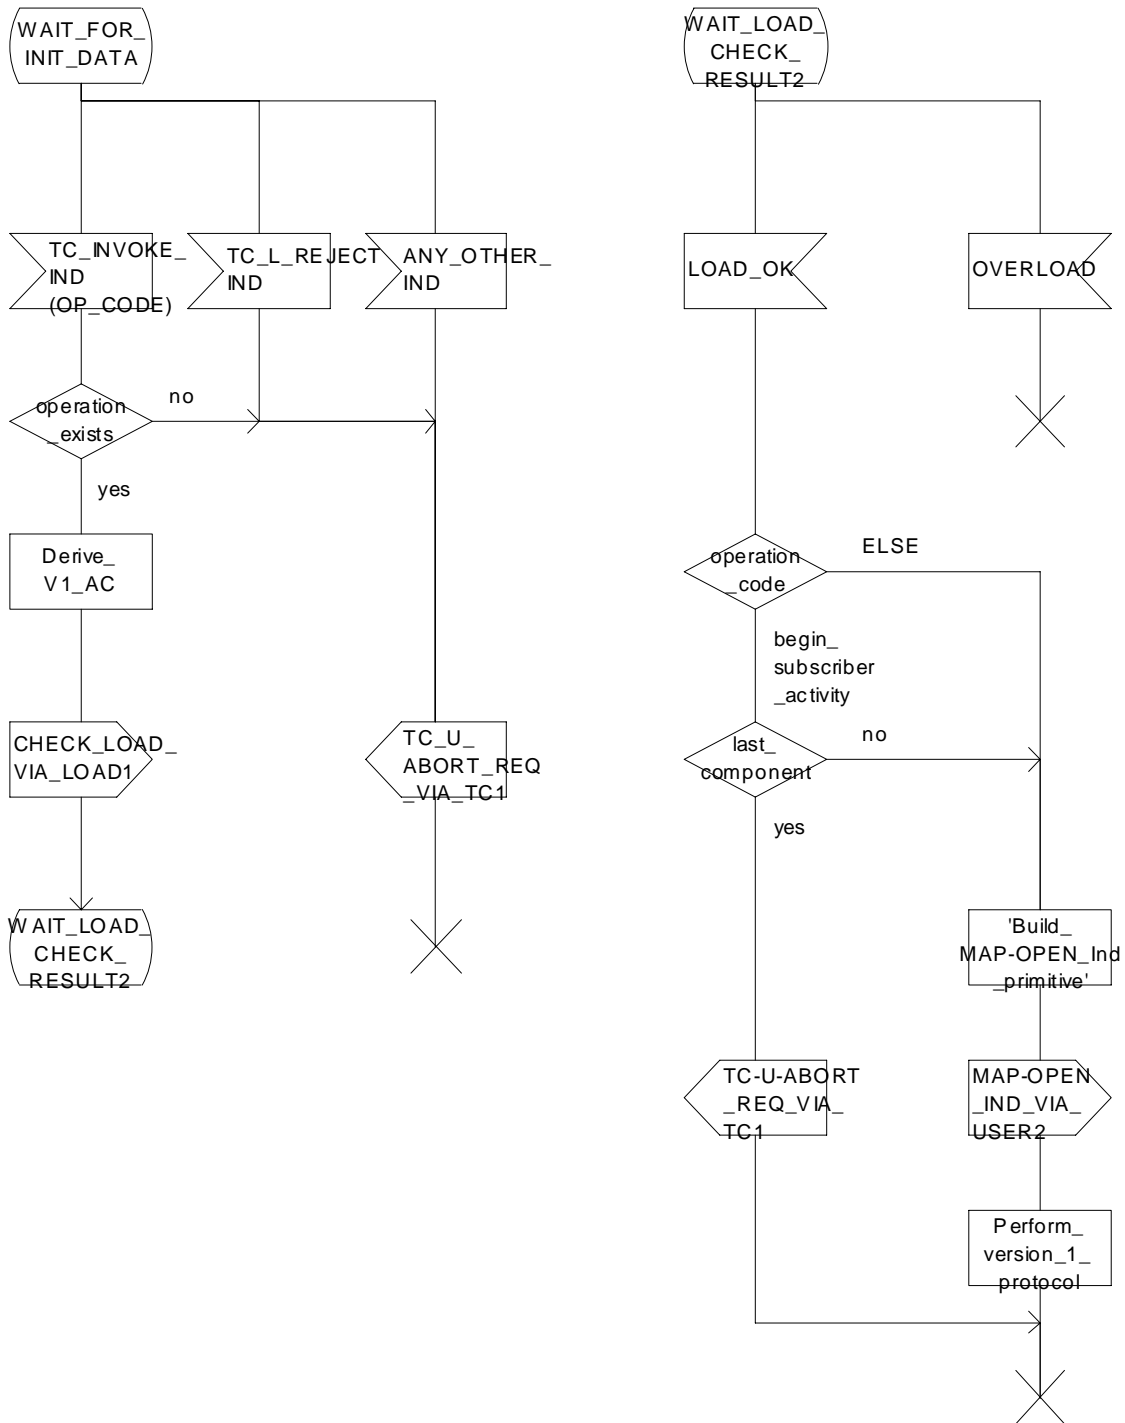 WAIT_FOR_
INIT_DATA
TC_INVOKE_
IND
(OP_CODE)
TC_L_REJECT
IND
ANY_OTHER_
IND
operation
_exists
no
yes
Derive_
V1_AC
CHECK_LOAD_
VIA_LOAD1
TC_U_
ABORT_REQ
_VIA_TC1
WAIT_LOAD_
CHECK_
RESULT2
WAIT_LOAD_
CHECK_
RESULT2
LOAD_OK
OVERLOAD
operation
_code
ELSE
begin_
subscriber
_activity
last_
component
no
yes
'Build_
MAP-OPEN_Ind
_primitive'
TC-U-ABORT
_REQ_VIA_
TC1
MAP-OPEN
_IND_VIA_
USER2
Perform_
version_1_
protocol